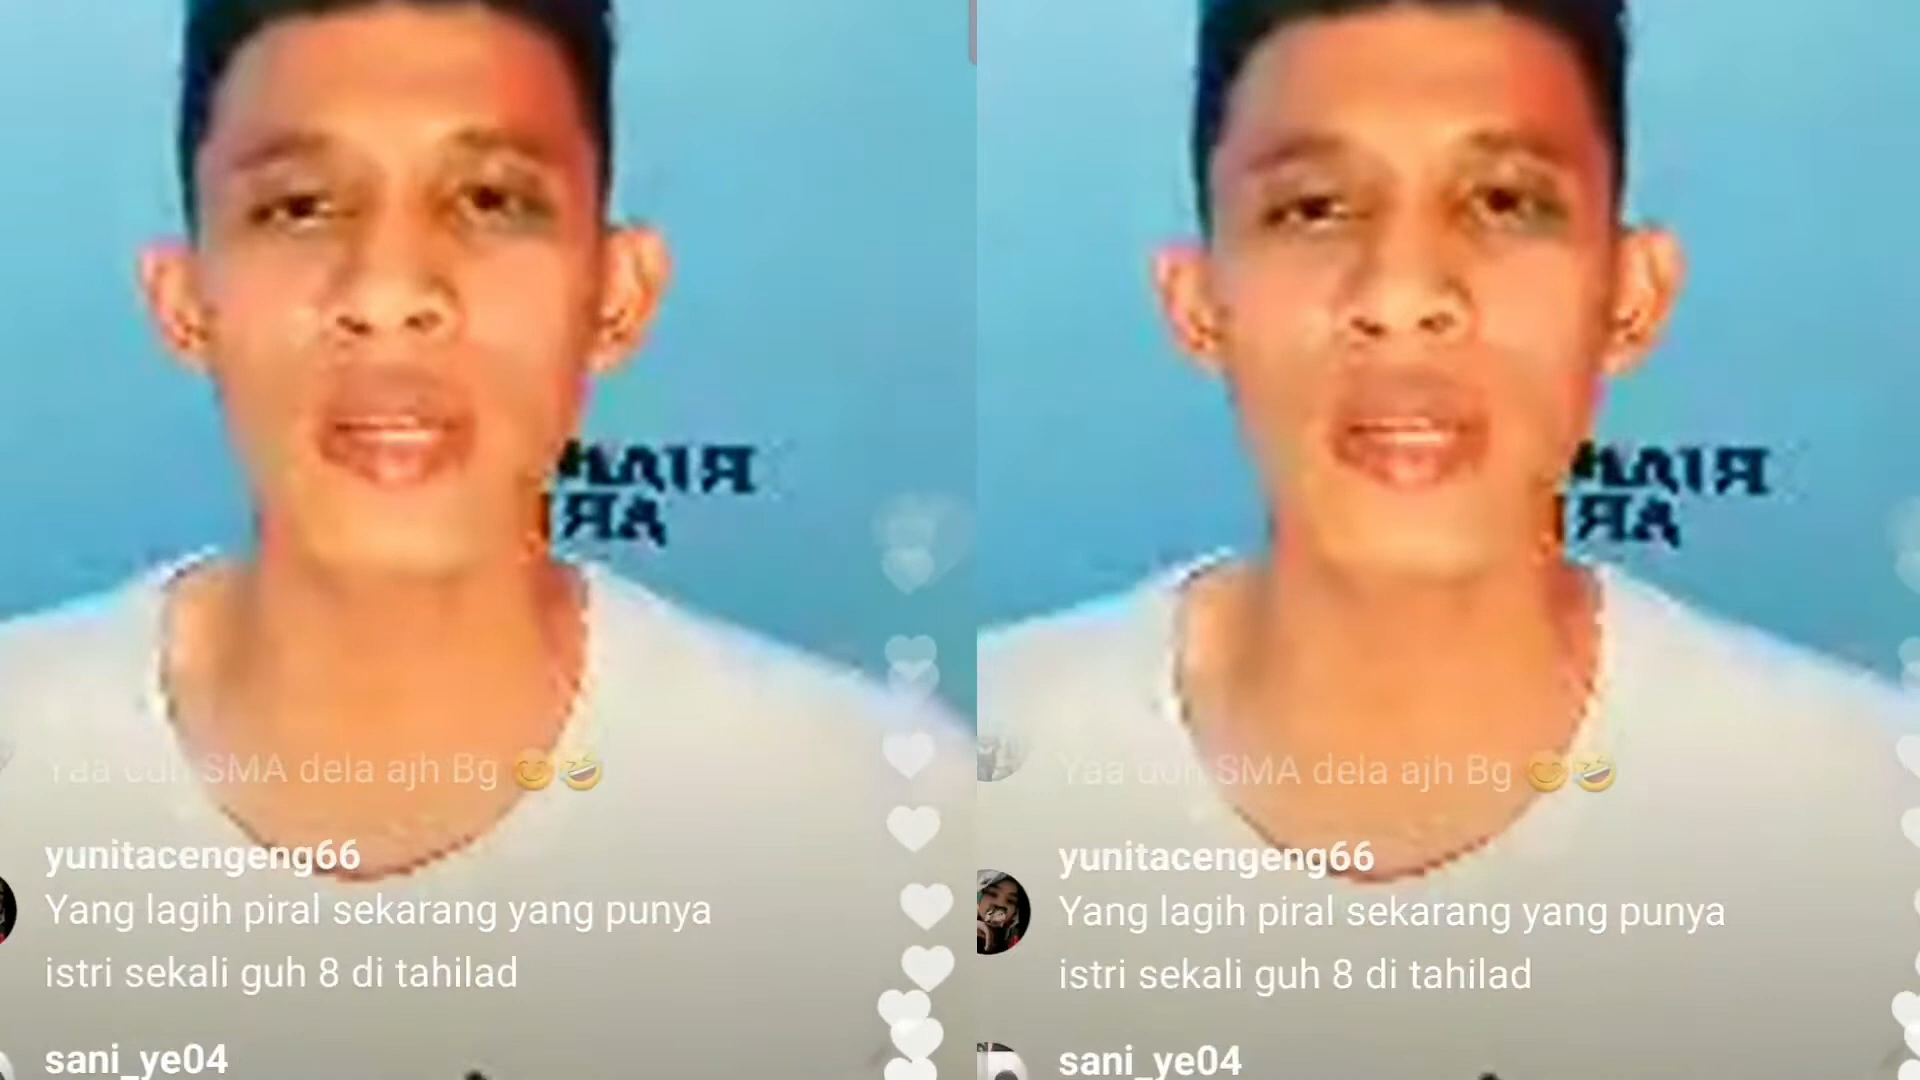 SMA dela ajh Bg 😊🤣
yunitacengeng66
Yang lagih piral sekarang yang punya
istri sekali guh 8 di tahilad
sani_ye04
Yaa duh SMA dela ajh Bg 😊🤣
yunitacengeng66
Yang lagih piral sekarang yang punya
istri sekali guh 8 di tahilad
sani_ye04